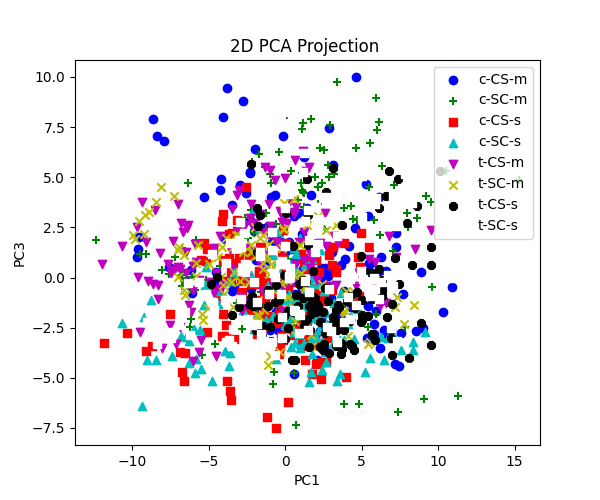 2D PCA Projection
PC3
10.0
7.5
5.0
2.5
0.0
−2.5
−5.0
−7.5
c-CS-m
c-SC-m
c-CS-s
c-SC-s
t-CS-m
t-SC-m
t-CS-s
t-SC-s
−10
−5
0
5
10
15
PC1